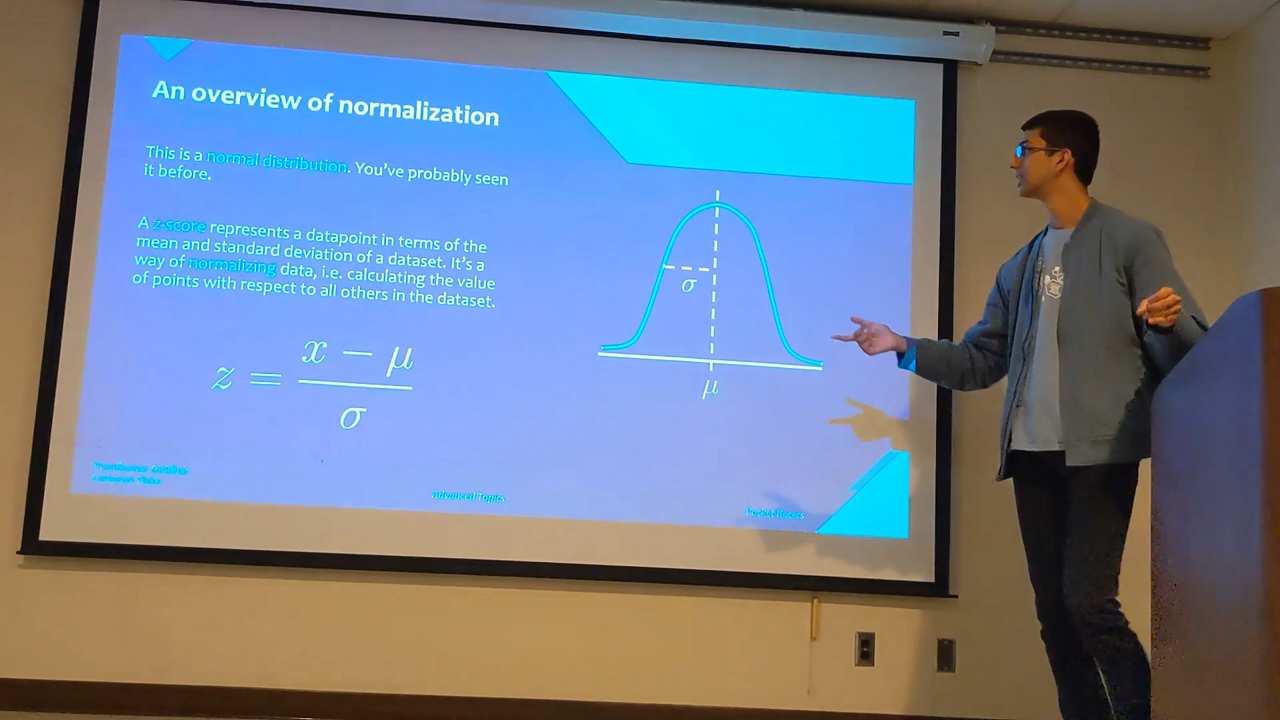 An overview of normalization
This is a normal distribution. You've probably seen
it before.
A z-score represents a datapoint in terms of the
mean and standard deviation of a dataset. It's a
way of normalizing data, i.e. calculating the value
of points with respect to all others in the dataset.
z = (x − μ) / σ
σ
μ
Advanced Topics